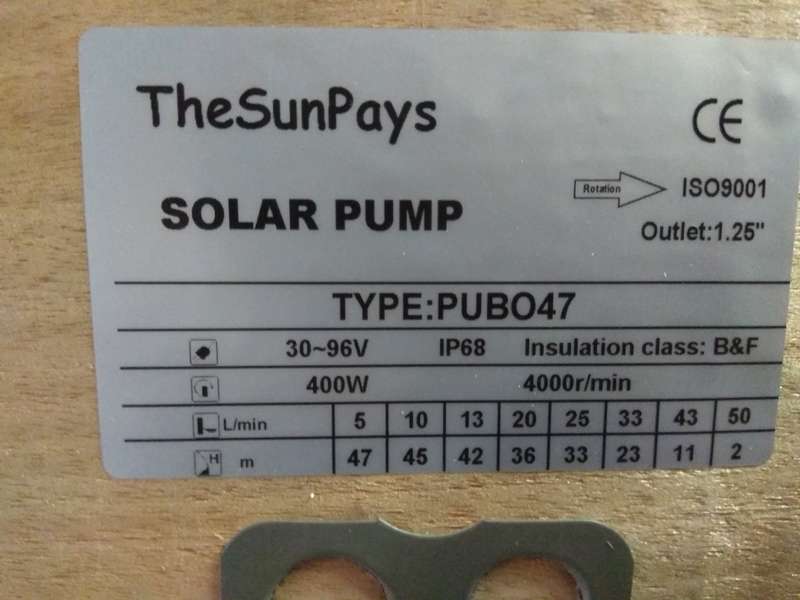 TheSunPays
CE
Rotation
ISO9001
SOLAR PUMP
Outlet:1.25"
TYPE:PUBO47
30~96V IP68 Insulation class: B&F
400W 4000r/min
L/min 5 10 13 20 25 33 43 50
H m 47 45 42 36 33 23 11 2